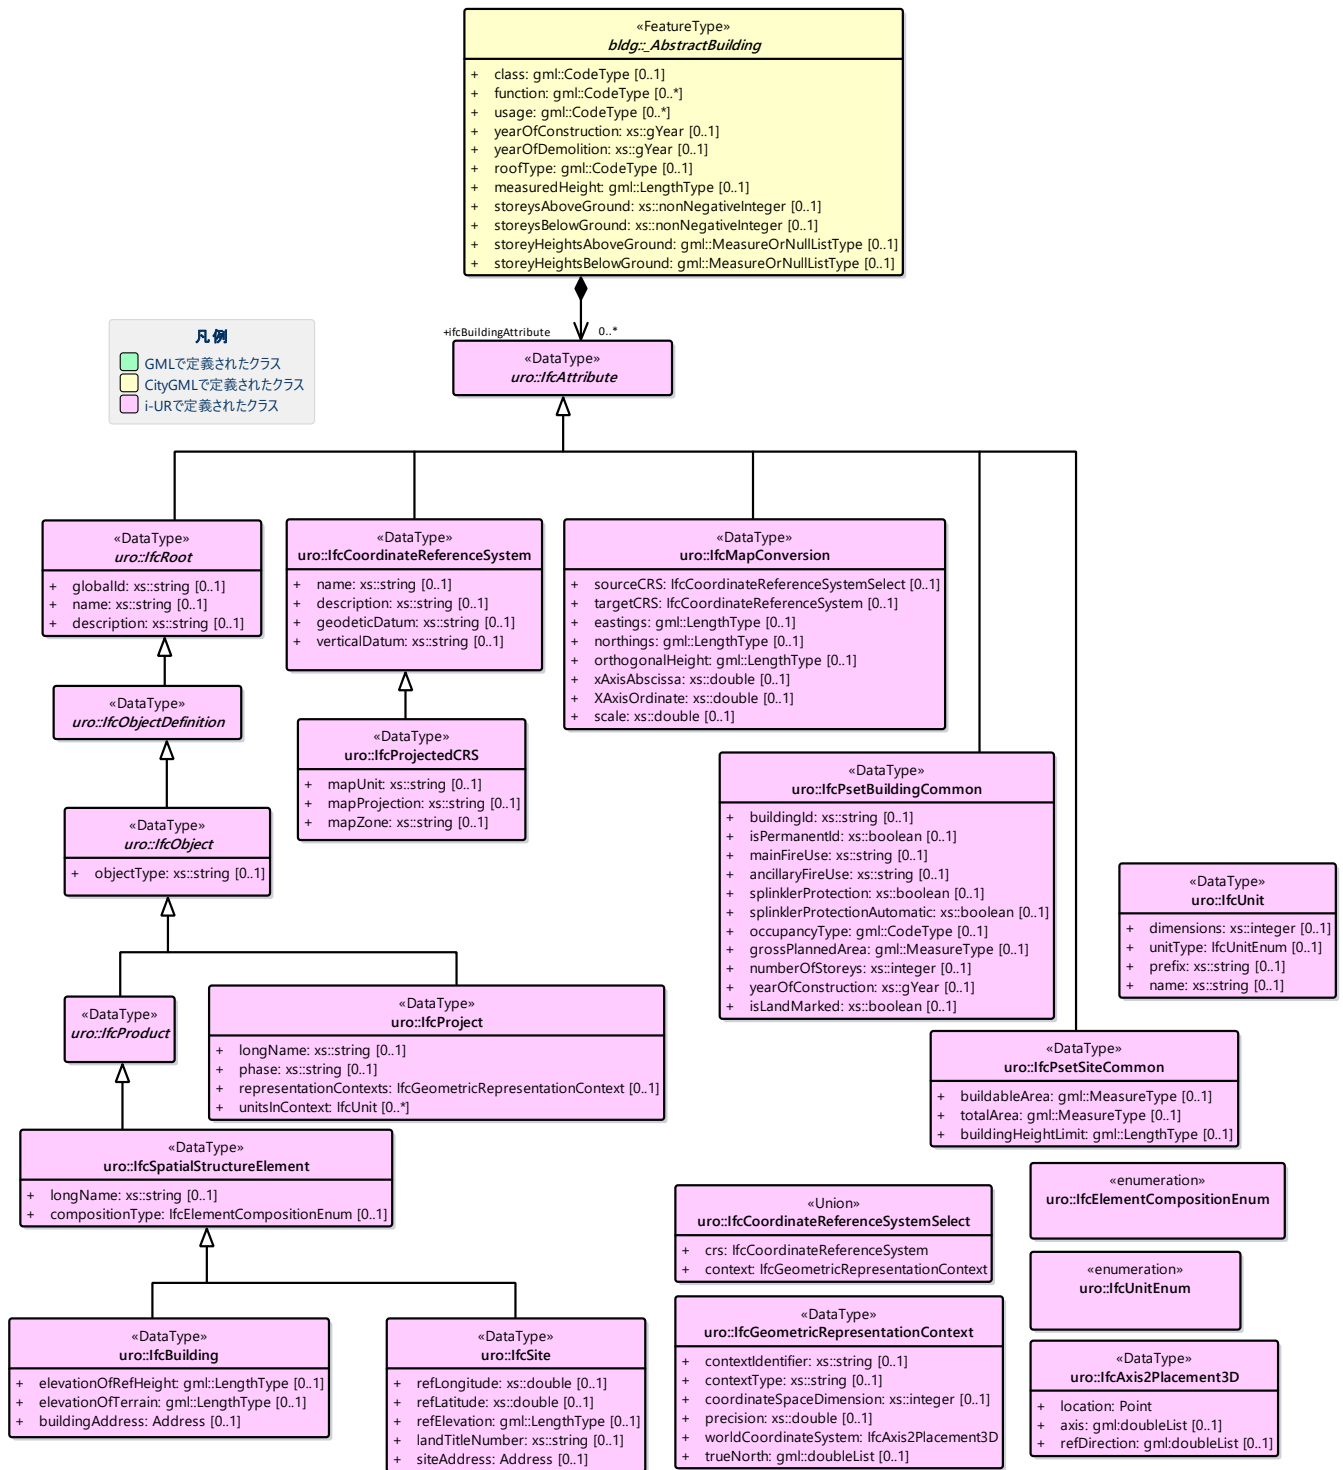 «FeatureType»
bldg::_AbstractBuilding
+ class: gml::CodeType [0..1]
+ function: gml::CodeType [0..*]
+ usage: gml::CodeType [0..*]
+ yearOfConstruction: xs::gYear [0..1]
+ yearOfDemolition: xs::gYear [0..1]
+ roofType: gml::CodeType [0..1]
+ measuredHeight: gml::LengthType [0..1]
+ storeysAboveGround: xs::nonNegativeInteger [0..1]
+ storeysBelowGround: xs::nonNegativeInteger [0..1]
+ storeyHeightsAboveGround: gml::MeasureOrNullListType [0..1]
+ storeyHeightsBelowGround: gml::MeasureOrNullListType [0..1]
+ifcBuildingAttribute 0..*
«DataType»
uro::IfcAttribute
凡例
GMLで定義されたクラス
CityGMLで定義されたクラス
i-URで定義されたクラス
«DataType»
uro::IfcRoot
+ globalId: xs::string [0..1]
+ name: xs::string [0..1]
+ description: xs::string [0..1]
«DataType»
uro::IfcCoordinateReferenceSystem
+ name: xs::string [0..1]
+ description: xs::string [0..1]
+ geodeticDatum: xs::string [0..1]
+ verticalDatum: xs::string [0..1]
«DataType»
uro::IfcMapConversion
+ sourceCRS: IfcCoordinateReferenceSystemSelect [0..1]
+ targetCRS: IfcCoordinateReferenceSystem [0..1]
+ eastings: gml::LengthType [0..1]
+ northings: gml::LengthType [0..1]
+ orthogonalHeight: gml::LengthType [0..1]
+ xAxisAbscissa: xs::double [0..1]
+ XAxisOrdinate: xs::double [0..1]
+ scale: xs::double [0..1]
«DataType»
uro::IfcObjectDefinition
«DataType»
uro::IfcProjectedCRS
+ mapUnit: xs::string [0..1]
+ mapProjection: xs::string [0..1]
+ mapZone: xs::string [0..1]
«DataType»
uro::IfcObject
+ objectType: xs::string [0..1]
«DataType»
uro::IfcPsetBuildingCommon
+ buildingId: xs::string [0..1]
+ isPermanentId: xs::boolean [0..1]
+ mainFireUse: xs::string [0..1]
+ ancillaryFireUse: xs::string [0..1]
+ splinklerProtection: xs::boolean [0..1]
+ splinklerProtectionAutomatic: xs::boolean [0..1]
+ occupancyType: gml::CodeType [0..1]
+ grossPlannedArea: gml::MeasureType [0..1]
+ numberOfStoreys: xs::integer [0..1]
+ yearOfConstruction: xs::gYear [0..1]
+ isLandMarked: xs::boolean [0..1]
«DataType»
uro::IfcUnit
+ dimensions: xs::integer [0..1]
+ unitType: IfcUnitEnum [0..1]
+ prefix: xs::string [0..1]
+ name: xs::string [0..1]
«DataType»
uro::IfcProduct
«DataType»
uro::IfcProject
+ longName: xs::string [0..1]
+ phase: xs::string [0..1]
+ representationContexts: IfcGeometricRepresentationContext [0..1]
+ unitsInContext: IfcUnit [0..*]
«DataType»
uro::IfcPsetSiteCommon
+ buildableArea: gml::MeasureType [0..1]
+ totalArea: gml::MeasureType [0..1]
+ buildingHeightLimit: gml::LengthType [0..1]
«DataType»
uro::IfcSpatialStructureElement
+ longName: xs::string [0..1]
+ compositionType: IfcElementCompositionEnum [0..1]
«Union»
uro::IfcCoordinateReferenceSystemSelect
+ crs: IfcCoordinateReferenceSystem
+ context: IfcGeometricRepresentationContext
«enumeration»
uro::IfcElementCompositionEnum
«enumeration»
uro::IfcUnitEnum
«DataType»
uro::IfcBuilding
+ elevationOfRefHeight: gml::LengthType [0..1]
+ elevationOfTerrain: gml::LengthType [0..1]
+ buildingAddress: Address [0..1]
«DataType»
uro::IfcSite
+ refLongitude: xs::double [0..1]
+ refLatitude: xs::double [0..1]
+ refElevation: gml::LengthType [0..1]
+ landTitleNumber: xs::string [0..1]
+ siteAddress: Address [0..1]
«DataType»
uro::IfcGeometricRepresentationContext
+ contextIdentifier: xs::string [0..1]
+ contextType: xs::string [0..1]
+ coordinateSpaceDimension: xs::integer [0..1]
+ precision: xs::double [0..1]
+ worldCoordinateSystem: IfcAxis2Placement3D
+ trueNorth: gml::doubleList [0..1]
«DataType»
uro::IfcAxis2Placement3D
+ location: Point
+ axis: gml:doubleList [0..1]
+ refDirection: gml:doubleList [0..1]